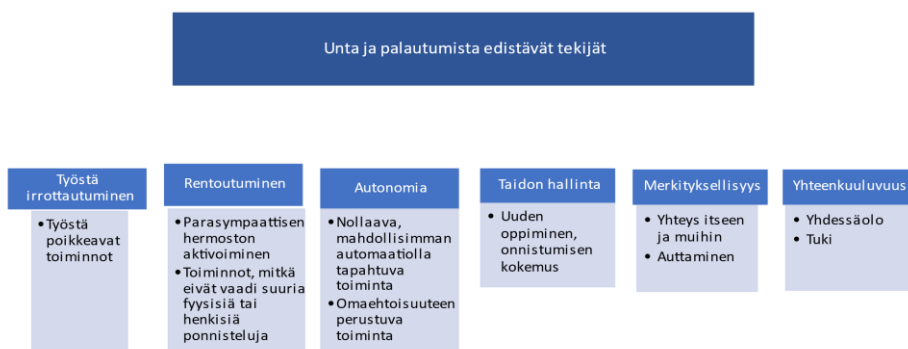 Unta ja palautumista edistävät tekijät
Työstä
irrottautuminen
•Työstä
poikkeavat
toiminnot
Rentoutuminen
•Parasympaattisen
hermoston
aktivoiminen
•Toiminnot, mitkä
eivät vaadi suuria
fyysisiä tai
henkisiä
ponnisteluja
Autonomia
•Nollaava,
mahdollisimman
automaatiolla
tapahtuva
toiminta
•Omaehtoisuuteen
perustuva
toiminta
Taidon hallinta
• Uuden
oppiminen,
onnistumisen
kokemus
Merkityksellisyys
• Yhteys itseen
ja muihin
• Auttaminen
Yhteenkuuluvuus
• Yhdessäolo
• Tuki